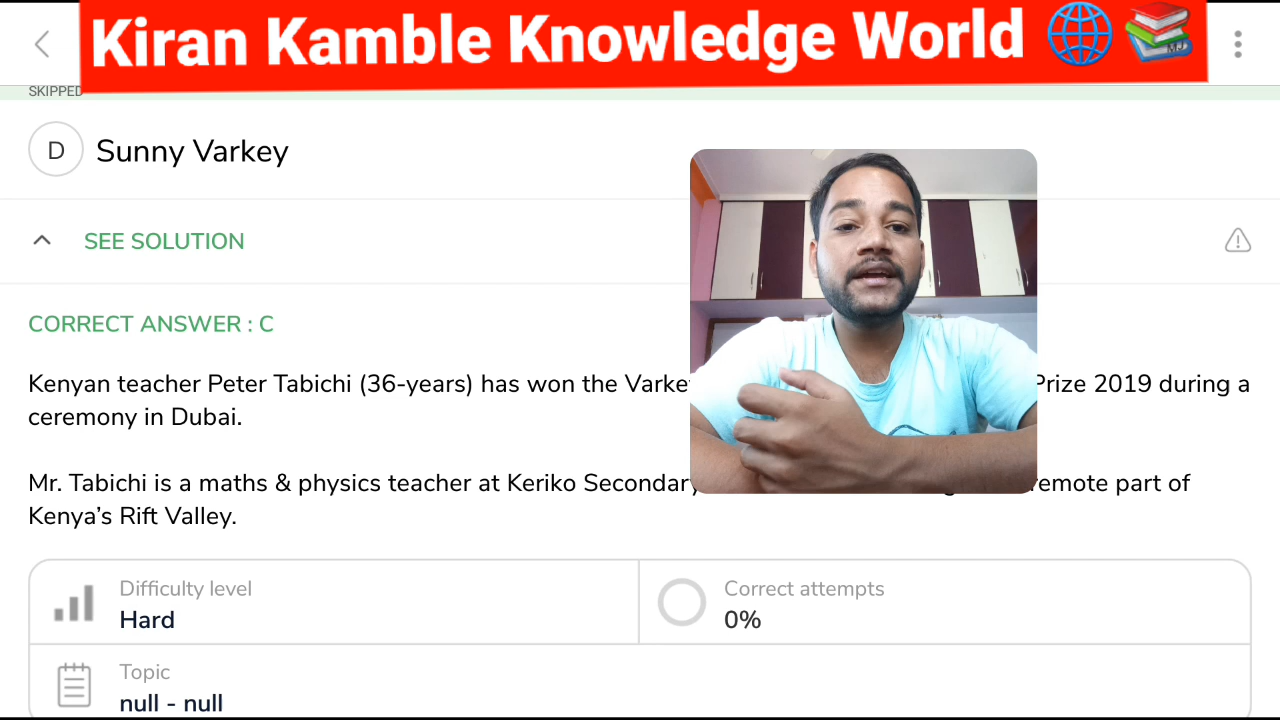 Kiran Kamble Knowledge World
MJ
SKIPPED
D Sunny Varkey
SEE SOLUTION
CORRECT ANSWER : C
Kenyan teacher Peter Tabichi (36-years) has won the Prize 2019 during a
ceremony in Dubai.
Mr. Tabichi is a maths & physics teacher at Keriko Secondary remote part of
Kenya’s Rift Valley.
Difficulty level
Hard
Correct attempts
0%
Topic
null - null